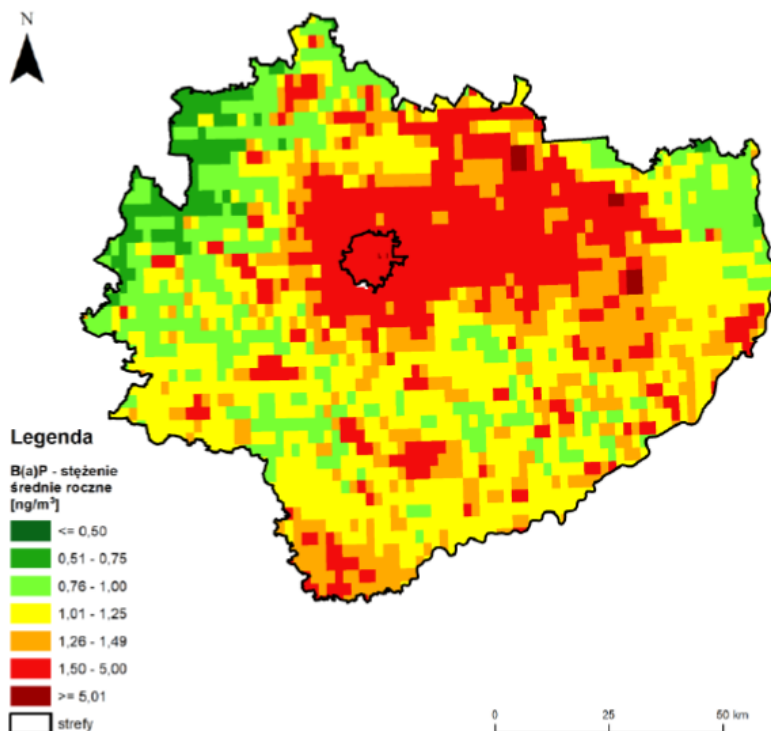 N
Legenda
B(a)P - stężenie
średnie roczne
[ng/m³]
<= 0,50
0,51 - 0,75
0,76 - 1,00
1,01 - 1,25
1,26 - 1,49
1,50 - 5,00
>= 5,01
strefy
0 25 50 km